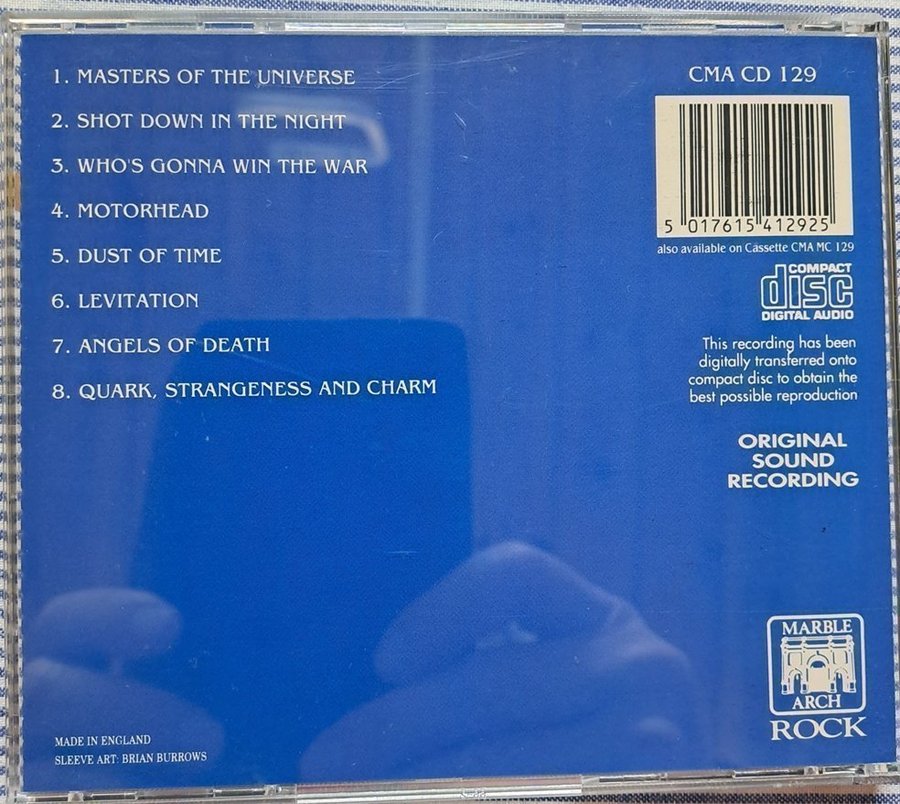 1. MASTERS OF THE UNIVERSE
2. SHOT DOWN IN THE NIGHT
3. WHO'S GONNA WIN THE WAR
4. MOTORHEAD
5. DUST OF TIME
6. LEVITATION
7. ANGELS OF DEATH
8. QUARK, STRANGENESS AND CHARM
CMA CD 129
5 017615 412925
also available on Cassette CMA MC 129
COMPACT
disc
DIGITAL AUDIO
This recording has been
digitally transferred onto
compact disc to obtain the
best possible reproduction
ORIGINAL
SOUND
RECORDING
MARBLE
ARCH
ROCK
MADE IN ENGLAND
SLEEVE ART: BRIAN BURROWS